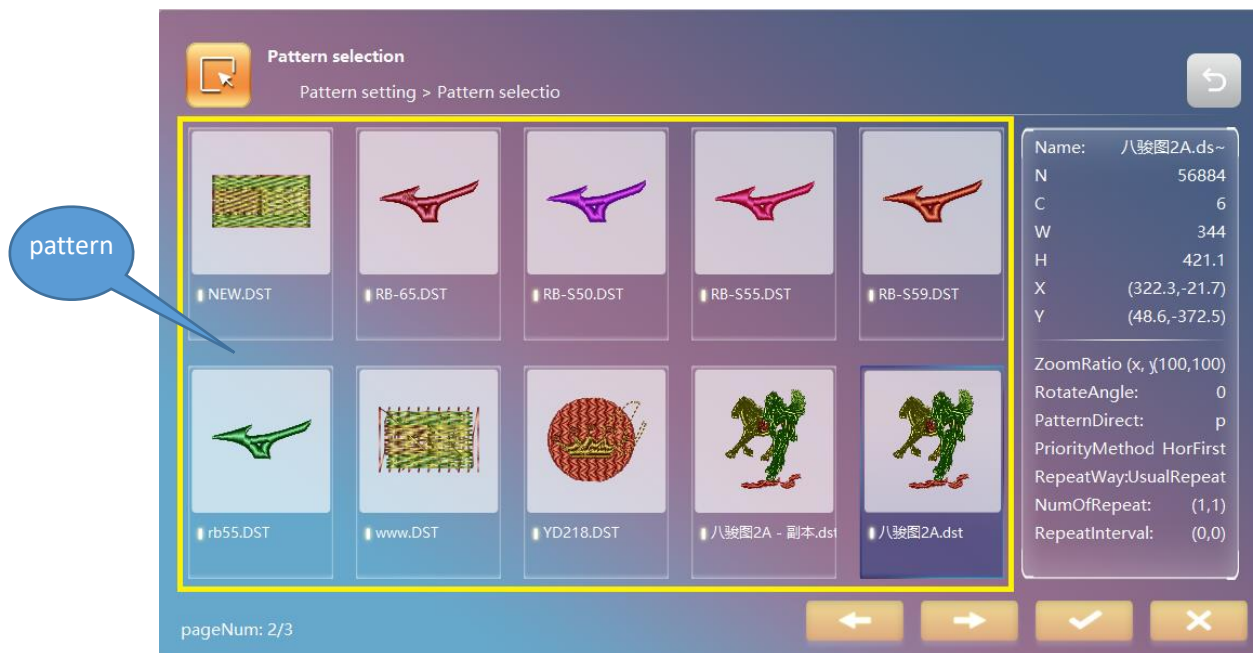 Pattern selection
Pattern setting > Pattern selectio
pattern
NEW.DST
RB-65.DST
RB-S50.DST
RB-S55.DST
RB-S59.DST
rb55.DST
www.DST
YD218.DST
八骏图2A - 副本.dst
八骏图2A.dst
Name: 八骏图2A.ds~
N 56884
C 6
W 344
H 421.1
X (322.3,-21.7)
Y (48.6,-372.5)
ZoomRatio (x, y(100,100)
RotateAngle: 0
PatternDirect: p
PriorityMethod HorFirst
RepeatWay:UsualRepeat
NumOfRepeat: (1,1)
RepeatInterval: (0,0)
pageNum: 2/3